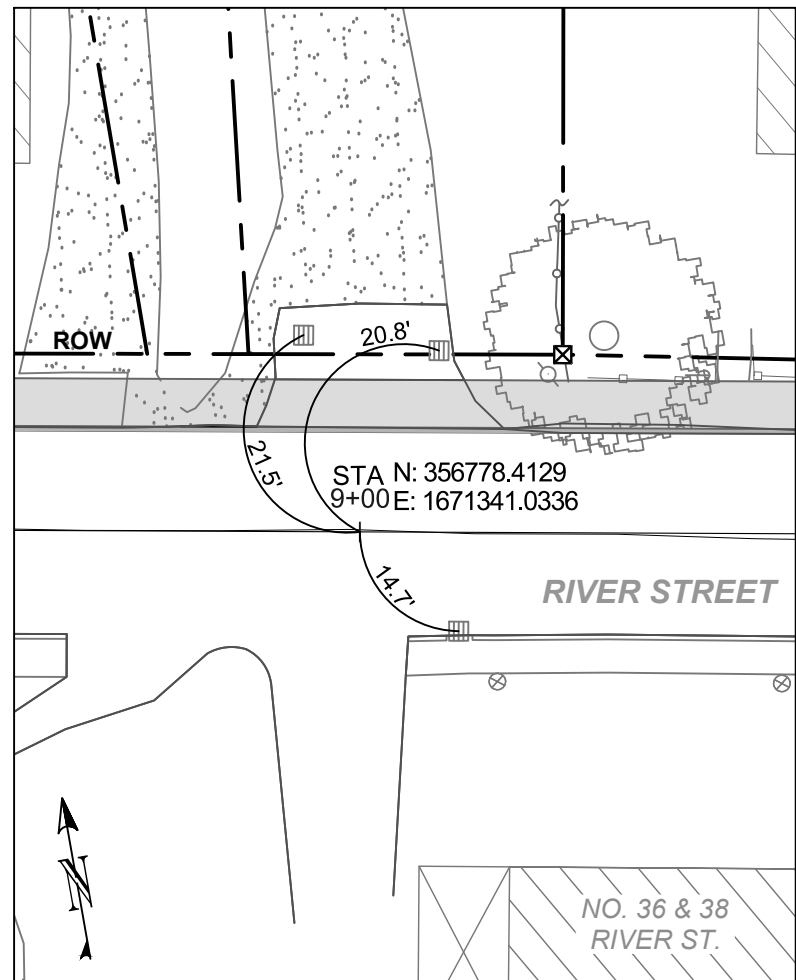 ROW
20.8'
21.5'
STA N: 356778.4129
9+00 E: 1671341.0336
14.7'
RIVER STREET
N
NO. 36 & 38
RIVER ST.